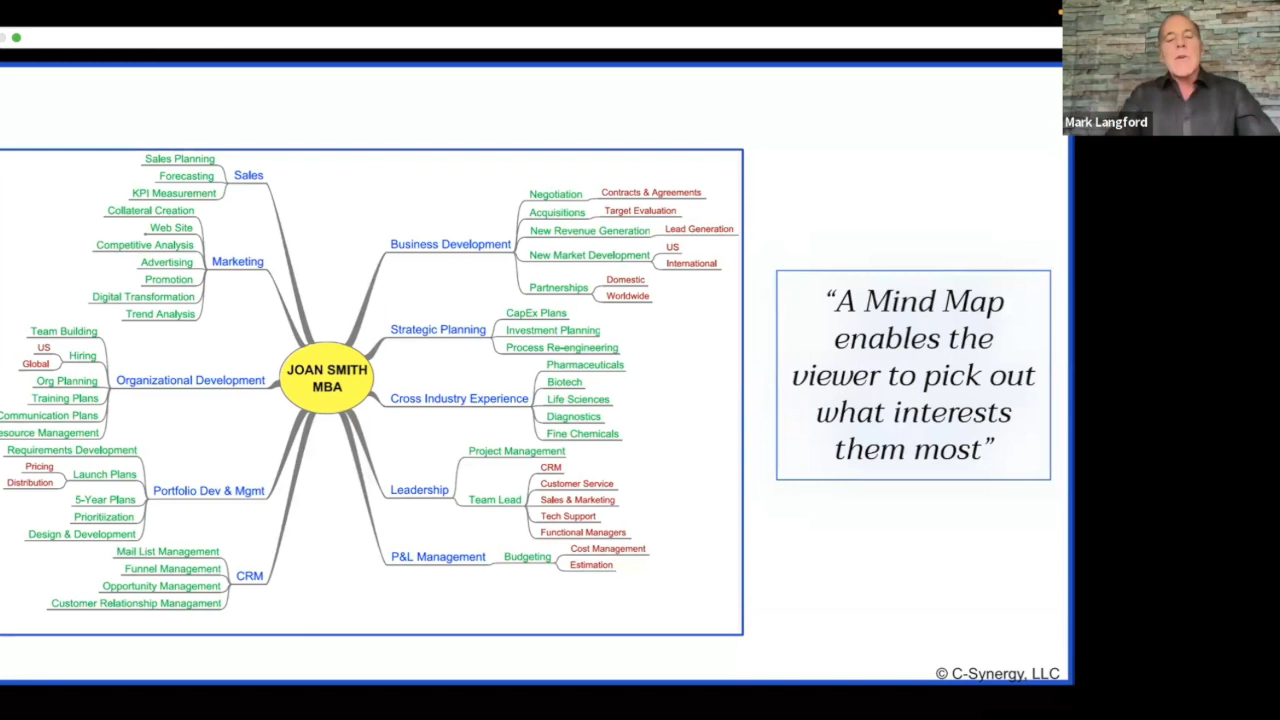 Mark Langford
Sales Planning
Forecasting
KPI Measurement
Sales
Collateral Creation
Web Site
Competitive Analysis
Advertising
Promotion
Digital Transformation
Trend Analysis
Marketing
Team Building
US
Global
Hiring
Org Planning
Training Plans
Communication Plans
esource Management
Organizational Development
Requirements Development
Pricing
Distribution
Launch Plans
5-Year Plans
Prioritiization
Design & Development
Portfolio Dev & Mgmt
Mail List Management
Funnel Management
Opportunity Management
Customer Relationship Managament
CRM
JOAN SMITH
MBA
Business Development
Negotiation
Contracts & Agreements
Acquisitions
Target Evaluation
New Revenue Generation
Lead Generation
New Market Development
US
International
Partnerships
Domestic
Worldwide
Strategic Planning
CapEx Plans
Investment Planning
Process Re-engineering
Cross Industry Experience
Pharmaceuticals
Biotech
Life Sciences
Diagnostics
Fine Chemicals
Leadership
Project Management
Team Lead
CRM
Customer Service
Sales & Marketing
Tech Support
Functional Managers
P&L Management
Budgeting
Cost Management
Estimation
“A Mind Map
enables the
viewer to pick out
what interests
them most”
© C-Synergy, LLC